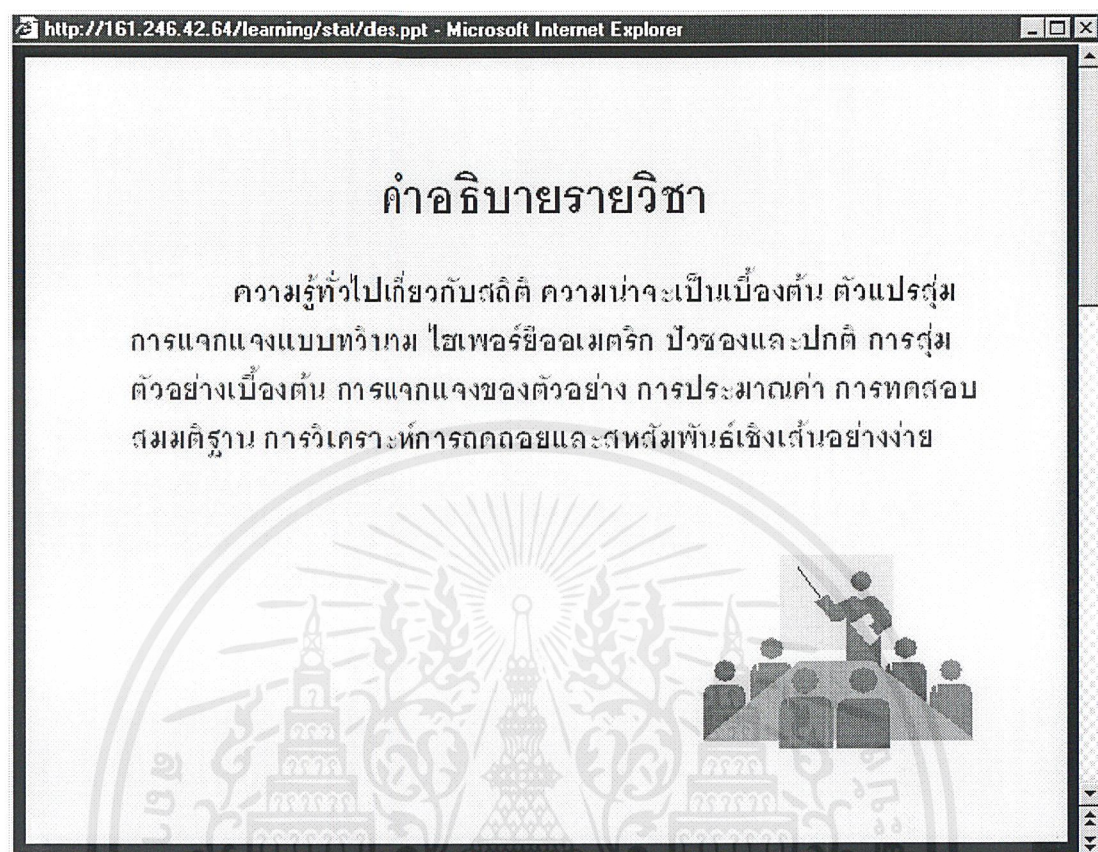 http://161.246.42.64/learning/stat/des.ppt - Microsoft Internet Explorer
คำอธิบายรายวิชา
ความรู้ทั่วไปเกี่ยวกับสถิติ ความน่าจะเป็นเบื้องต้น ตัวแปรสุ่ม
การแจกแจงแบบทวินาม ไฮเพอร์ยีออเมตริก ปัวซองและปกติ การสุ่ม
ตัวอย่างเบื้องต้น การแจกแจงของตัวอย่าง การประมาณค่า การทดสอบ
สมมติฐาน การวิเคราะห์การถดถอยและสหสัมพันธ์เชิงเส้นอย่างง่าย